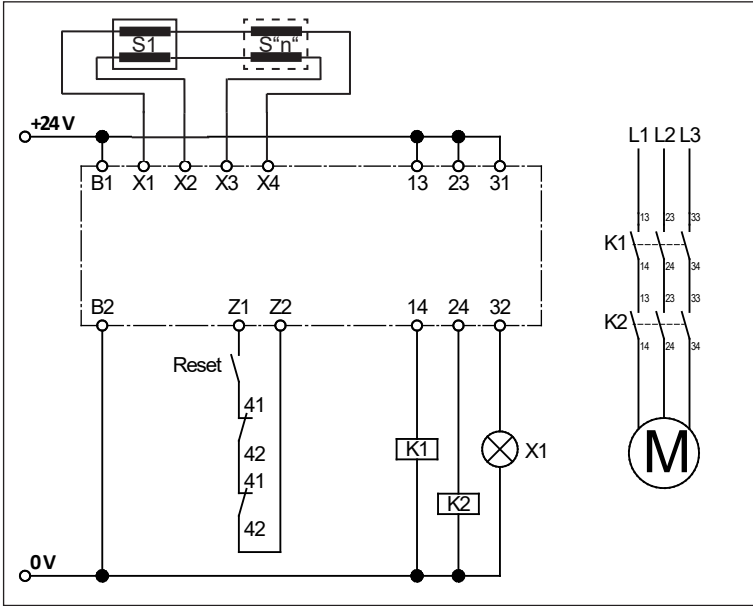 S1 S“n“
+24 V
L1 L2 L3
B1 X1 X2 X3 X4 13 23 31
13 23 33
K1
14 24 34
B2 Z1 Z2 14 24 32
13 23 33
K2
14 24 34
Reset
41
42
41
42
K1
X1
K2
M
0 V